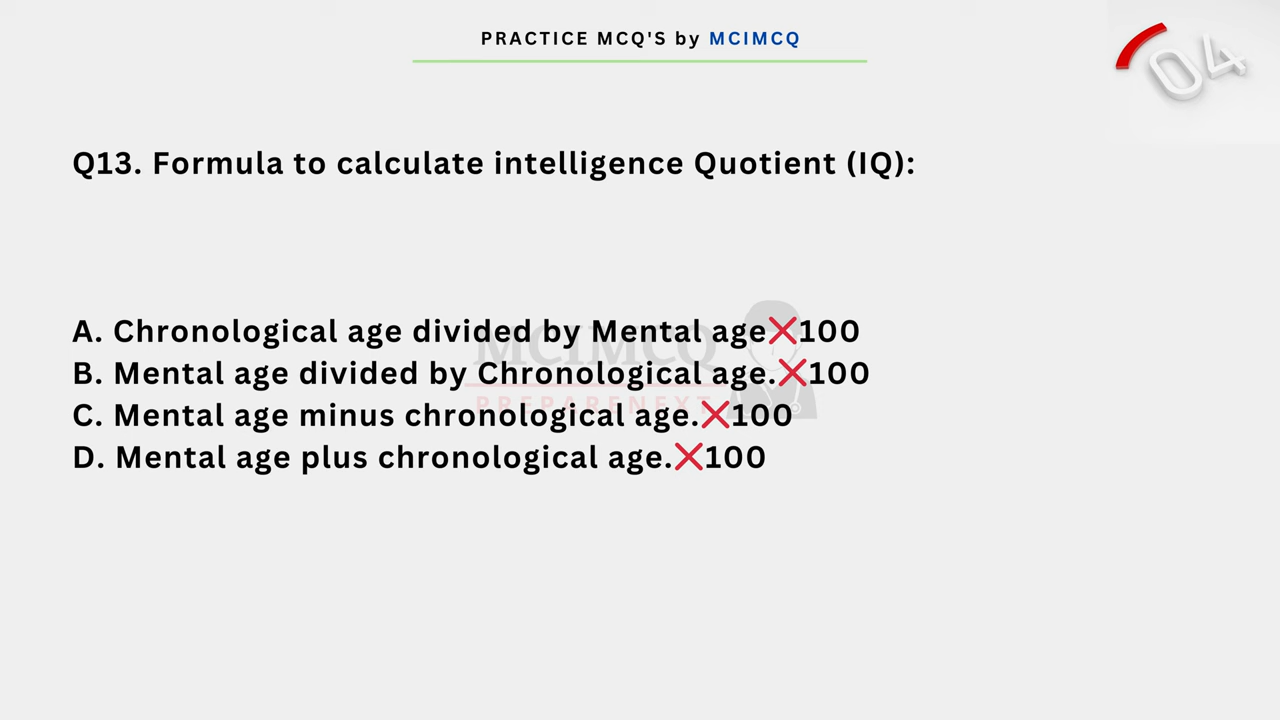 PRACTICE MCQ'S by MCIMCQ
04
Q13. Formula to calculate intelligence Quotient (IQ):
A. Chronological age divided by Mental age❌100
B. Mental age divided by Chronological age.❌100
C. Mental age minus chronological age.❌100
D. Mental age plus chronological age.❌100
MCIMCQ
PREPARENEXT